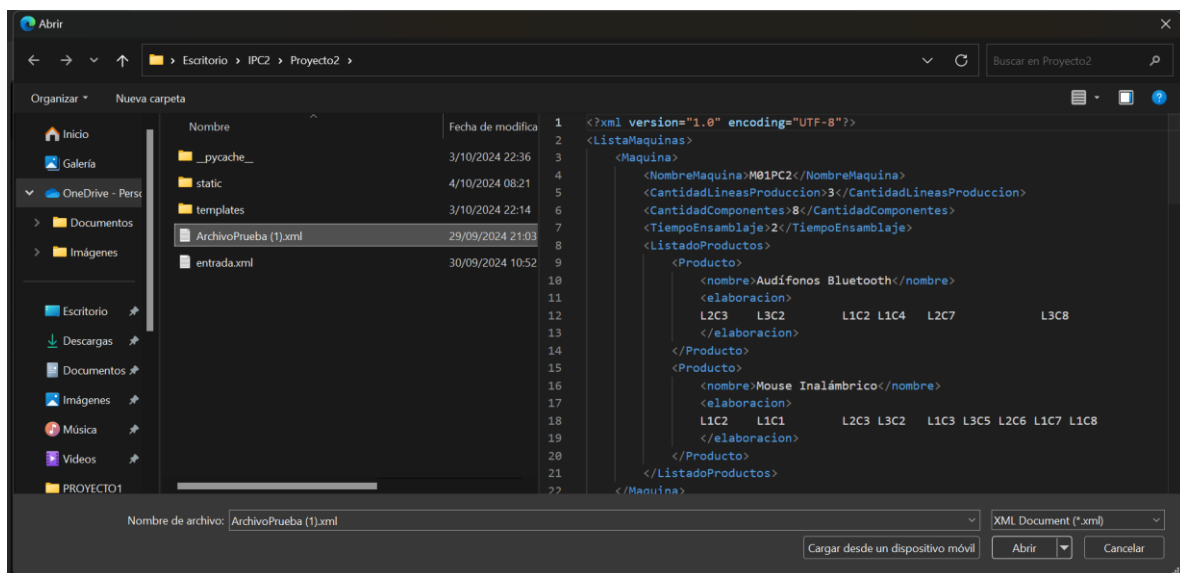 Abrir
Escritorio > IPC2 > Proyecto2 >
Buscar en Proyecto2
Organizar
Nueva carpeta
Inicio
Galería
OneDrive - Perso
Documentos
Imágenes
Escritorio
Descargas
Documentos
Imágenes
Música
Videos
PROYECTO1
Nombre
Fecha de modifica
__pycache__
3/10/2024 22:36
static
4/10/2024 08:21
templates
3/10/2024 22:14
ArchivoPrueba (1).xml
29/09/2024 21:03
entrada.xml
30/09/2024 10:52
1 <?xml version="1.0" encoding="UTF-8"?>
2 <ListaMaquinas>
3 <Maquina>
4 <NombreMaquina>M01PC2</NombreMaquina>
5 <CantidadLineasProduccion>3</CantidadLineasProduccion>
6 <CantidadComponentes>8</CantidadComponentes>
7 <TiempoEnsamblaje>2</TiempoEnsamblaje>
8 <ListadoProductos>
9 <Producto>
10 <nombre>Audífonos Bluetooth</nombre>
11 <elaboracion>
12 L2C3 L3C2 L1C2 L1C4 L2C7 L3C8
13 </elaboracion>
14 </Producto>
15 <Producto>
16 <nombre>Mouse Inalámbrico</nombre>
17 <elaboracion>
18 L1C2 L1C1 L2C3 L3C2 L1C3 L3C5 L2C6 L1C7 L1C8
19 </elaboracion>
20 </Producto>
21 </ListadoProductos>
22 </Maquina>
Nombre de archivo: ArchivoPrueba (1).xml
XML Document (*.xml)
Cargar desde un dispositivo móvil
Abrir
Cancelar